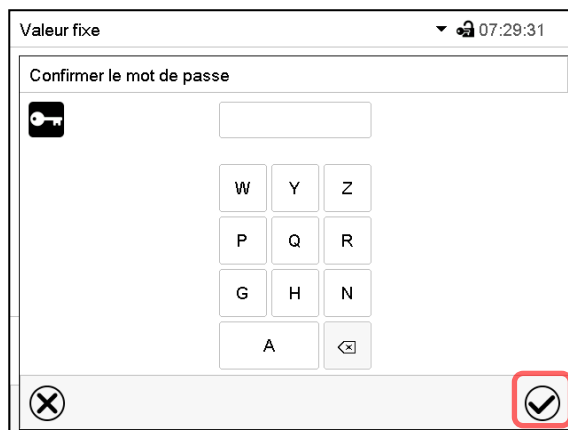 Valeur fixe 07:29:31
Confirmer le mot de passe
W Y Z
P Q R
G H N
A